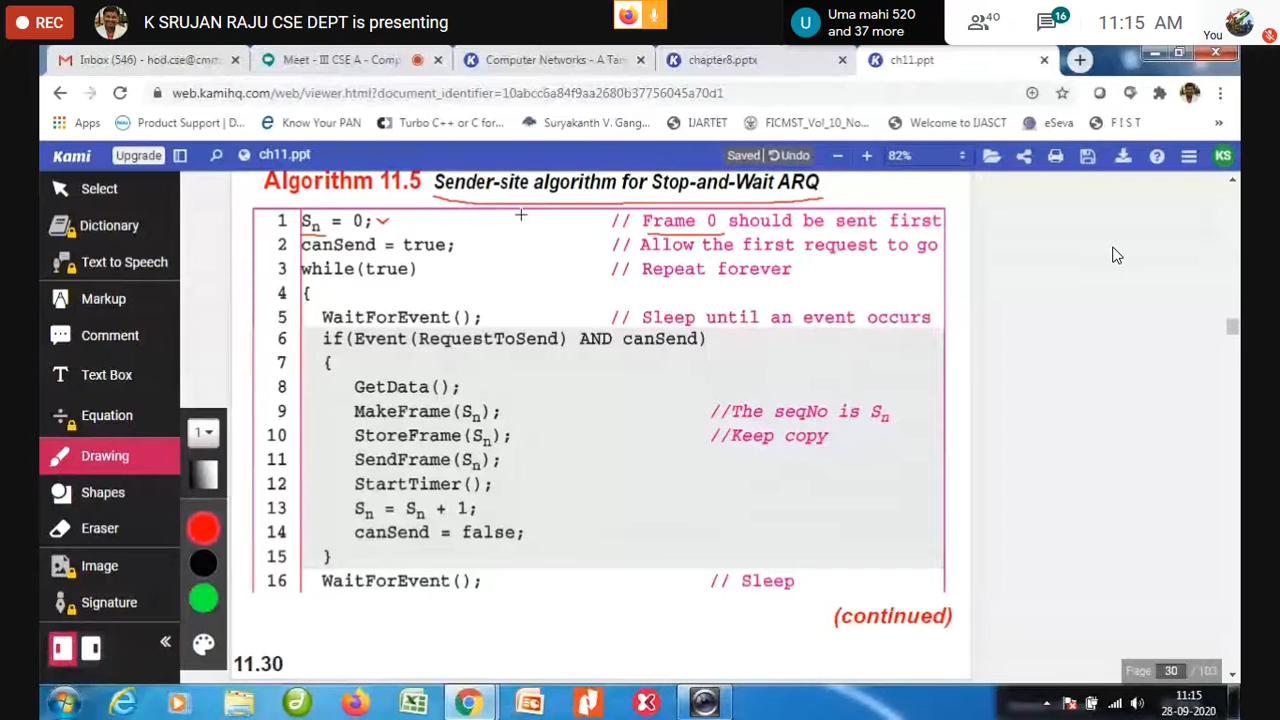 REC
K SRUJAN RAJU CSE DEPT is presenting
U
Uma mahi 520
and 37 more
40
16
11:15 AM
You
Inbox (546) - hod.cse@cmr
Meet - III CSE A - Comp
Computer Networks - A Tar
chapter8.pptx
ch11.ppt
web.kamihq.com/web/viewer.html?document_identifier=10abcc6a84f9aa2680b37756045a70d1
Apps
Product Support | D...
Know Your PAN
Turbo C++ or C for...
Suryakanth V. Gang...
IJARTET
FICMST_Vol_10_No...
Welcome to IJASCT
eSeva
F I S T
»
Kami
Upgrade
ch11.ppt
Saved | Undo
82%
KS
Select
Dictionary
Text to Speech
Markup
Comment
Text Box
Equation
Drawing
Shapes
Eraser
Image
Signature
1
Algorithm 11.5 Sender-site algorithm for Stop-and-Wait ARQ
1 Sn = 0; // Frame 0 should be sent first
2 canSend = true; // Allow the first request to go
3 while(true) // Repeat forever
4 {
5 WaitForEvent(); // Sleep until an event occurs
6 if(Event(RequestToSend) AND canSend)
7 {
8 GetData();
9 MakeFrame(Sn); //The seqNo is Sn
10 StoreFrame(Sn); //Keep copy
11 SendFrame(Sn);
12 StartTimer();
13 Sn = Sn + 1;
14 canSend = false;
15 }
16 WaitForEvent(); // Sleep
(continued)
11.30
Page 30 / 103
11:15
28-09-2020